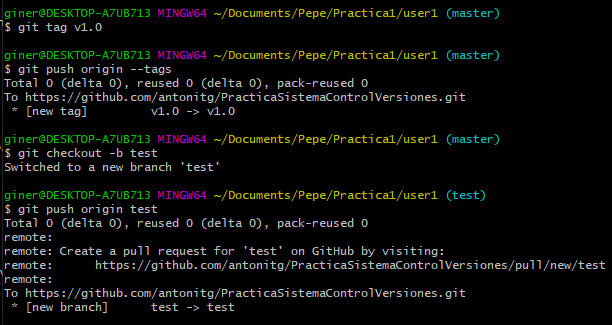 giner@DESKTOP-A7UB713 MINGW64 ~/Documents/Pepe/Practica1/user1 (master)
$ git tag v1.0
giner@DESKTOP-A7UB713 MINGW64 ~/Documents/Pepe/Practica1/user1 (master)
$ git push origin --tags
Total 0 (delta 0), reused 0 (delta 0), pack-reused 0
To https://github.com/antonitg/PracticaSistemaControlVersiones.git
 * [new tag]         v1.0 -> v1.0
giner@DESKTOP-A7UB713 MINGW64 ~/Documents/Pepe/Practica1/user1 (master)
$ git checkout -b test
Switched to a new branch 'test'
giner@DESKTOP-A7UB713 MINGW64 ~/Documents/Pepe/Practica1/user1 (test)
$ git push origin test
Total 0 (delta 0), reused 0 (delta 0), pack-reused 0
remote:
remote: Create a pull request for 'test' on GitHub by visiting:
remote:      https://github.com/antonitg/PracticaSistemaControlVersiones/pull/new/test
remote:
To https://github.com/antonitg/PracticaSistemaControlVersiones.git
 * [new branch]      test -> test